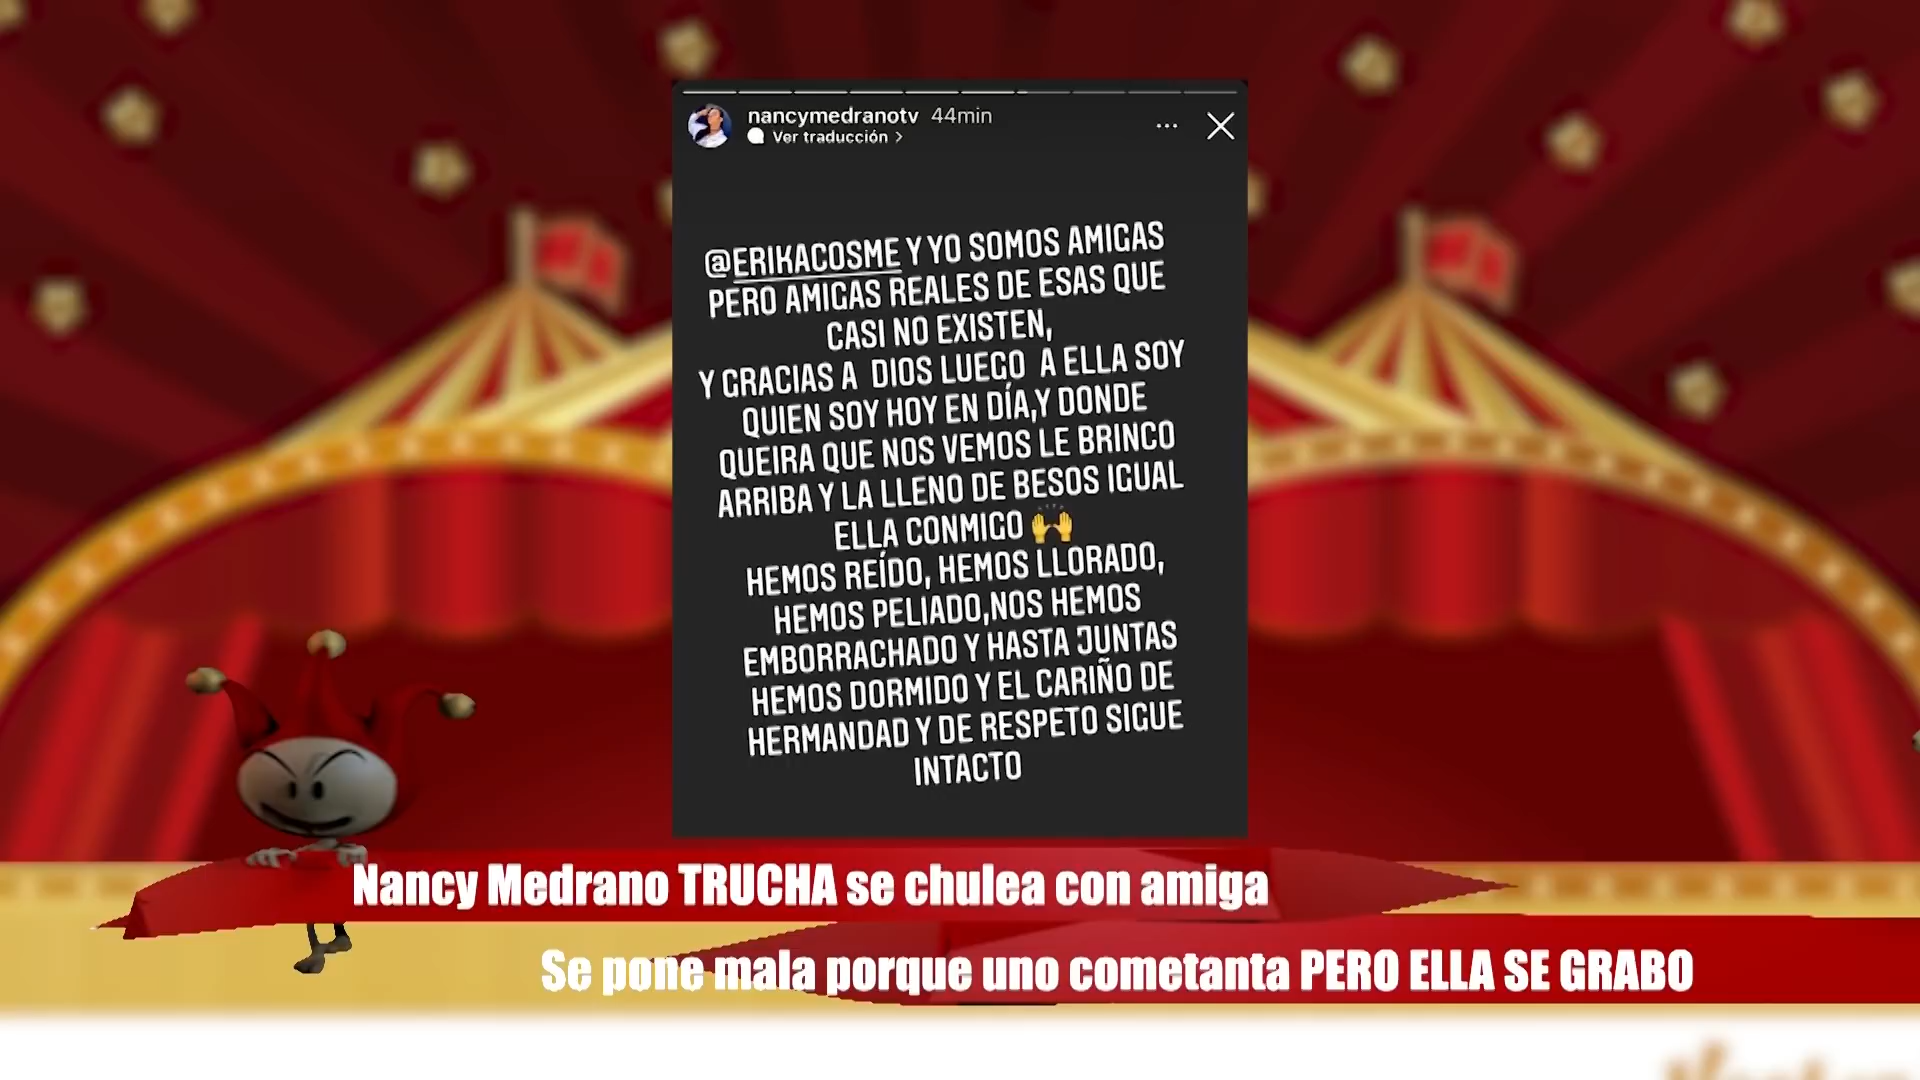 nancymedranotv 44min
Ver traducción >
@ERIKACOSME Y YO SOMOS AMIGAS
PERO AMIGAS REALES DE ESAS QUE
CASI NO EXISTEN,
Y GRACIAS A DIOS LUEGO A ELLA SOY
QUIEN SOY HOY EN DÍA,Y DONDE
QUEIRA QUE NOS VEMOS LE BRINCO
ARRIBA Y LA LLENO DE BESOS IGUAL
ELLA CONMIGO 🙌
HEMOS REÍDO, HEMOS LLORADO,
HEMOS PELIADO,NOS HEMOS
EMBORRACHADO Y HASTA JUNTAS
HEMOS DORMIDO Y EL CARIÑO DE
HERMANDAD Y DE RESPETO SIGUE
INTACTO
Nancy Medrano TRUCHA se chulea con amiga
Se pone mala porque uno cometanta PERO ELLA SE GRABO